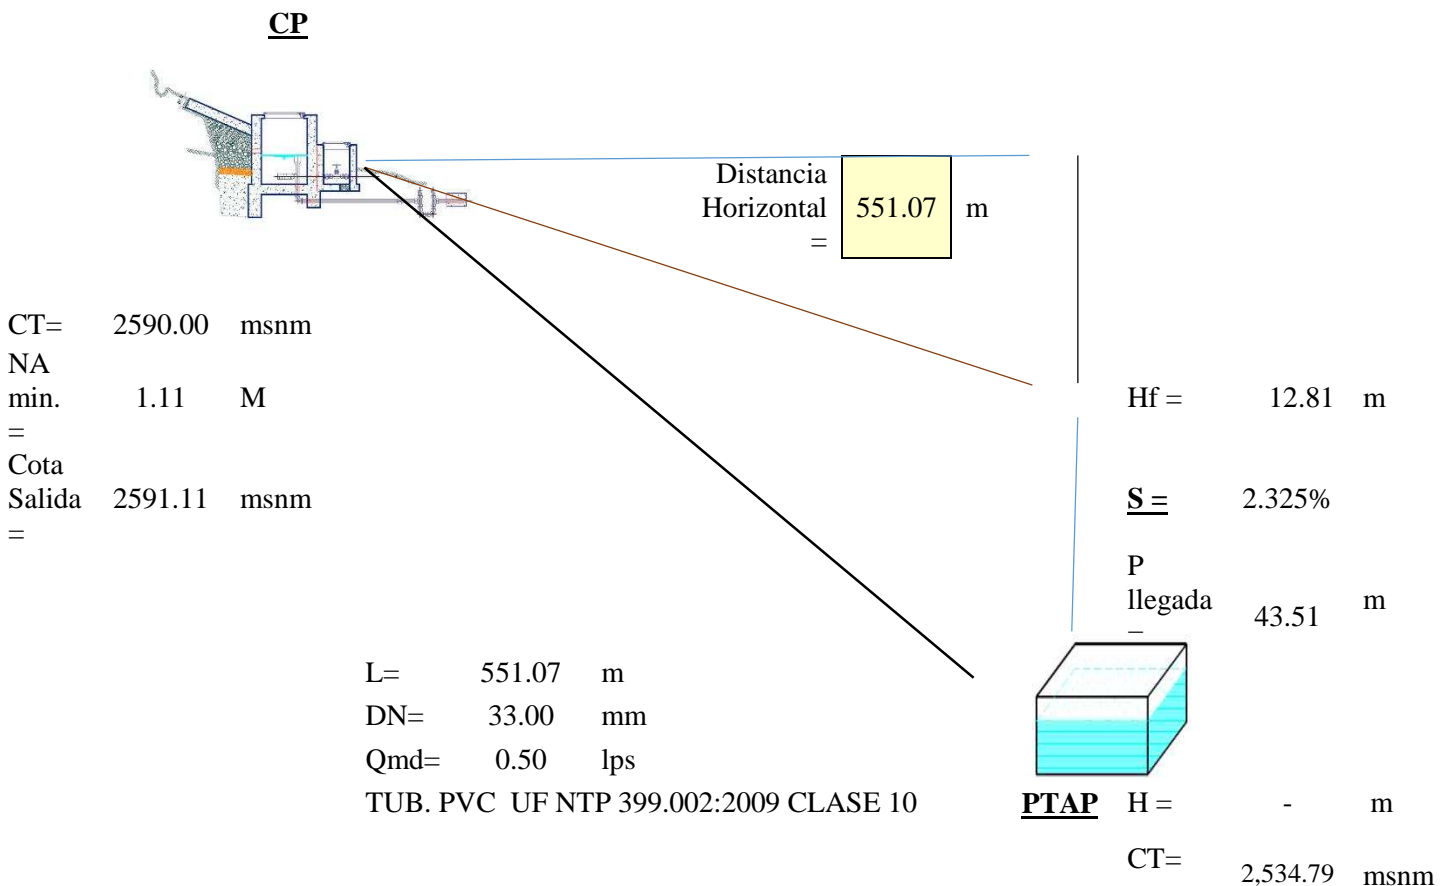 CP
Distancia
Horizontal 551.07 m
=
CT= 2590.00 msnm
NA
min. 1.11 M
=
Cota
Salida 2591.11 msnm
=
Hf = 12.81 m
S = 2.325%
P
llegada 43.51 m
=
L= 551.07 m
DN= 33.00 mm
Qmd= 0.50 lps
TUB. PVC UF NTP 399.002:2009 CLASE 10
PTAP H = - m
CT= 2,534.79 msnm